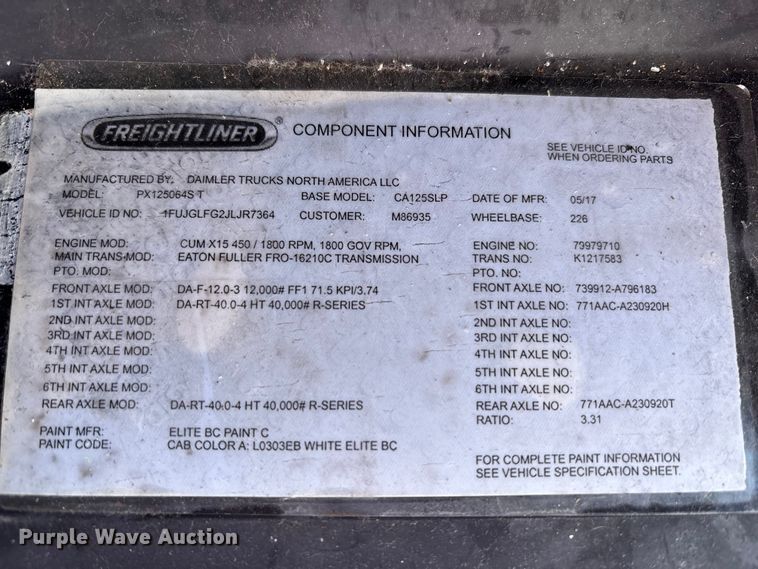 FREIGHTLINER ® COMPONENT INFORMATION
SEE VEHICLE ID NO.
WHEN ORDERING PARTS
MANUFACTURED BY: DAIMLER TRUCKS NORTH AMERICA LLC
MODEL: PX125064S T BASE MODEL: CA125SLP DATE OF MFR: 05/17
VEHICLE ID NO: 1FUJGLFG2JLJR7364 CUSTOMER: M86935 WHEELBASE: 226
ENGINE MOD: CUM X15 450 / 1800 RPM, 1800 GOV RPM, ENGINE NO: 79979710
MAIN TRANS MOD: EATON FULLER FRO-16210C TRANSMISSION TRANS NO: K1217583
PTO. MOD: PTO. NO:
FRONT AXLE MOD: DA-F-12.0-3 12,000# FF1 71.5 KPI/3.74 FRONT AXLE NO: 739912-A796183
1ST INT AXLE MOD: DA-RT-40.0-4 HT 40,000# R-SERIES 1ST INT AXLE NO: 771AAC-A230920H
2ND INT AXLE MOD: 2ND INT AXLE NO:
3RD INT AXLE MOD: 3RD INT AXLE NO:
4TH INT AXLE MOD: 4TH INT AXLE NO:
5TH INT AXLE MOD: 5TH INT AXLE NO:
6TH INT AXLE MOD: 6TH INT AXLE NO:
REAR AXLE MOD: DA-RT-40.0-4 HT 40,000# R-SERIES REAR AXLE NO: 771AAC-A230920T
RATIO: 3.31
PAINT MFR: ELITE BC PAINT C
PAINT CODE: CAB COLOR A: L0303EB WHITE ELITE BC
FOR COMPLETE PAINT INFORMATION
SEE VEHICLE SPECIFICATION SHEET.
Purple Wave Auction